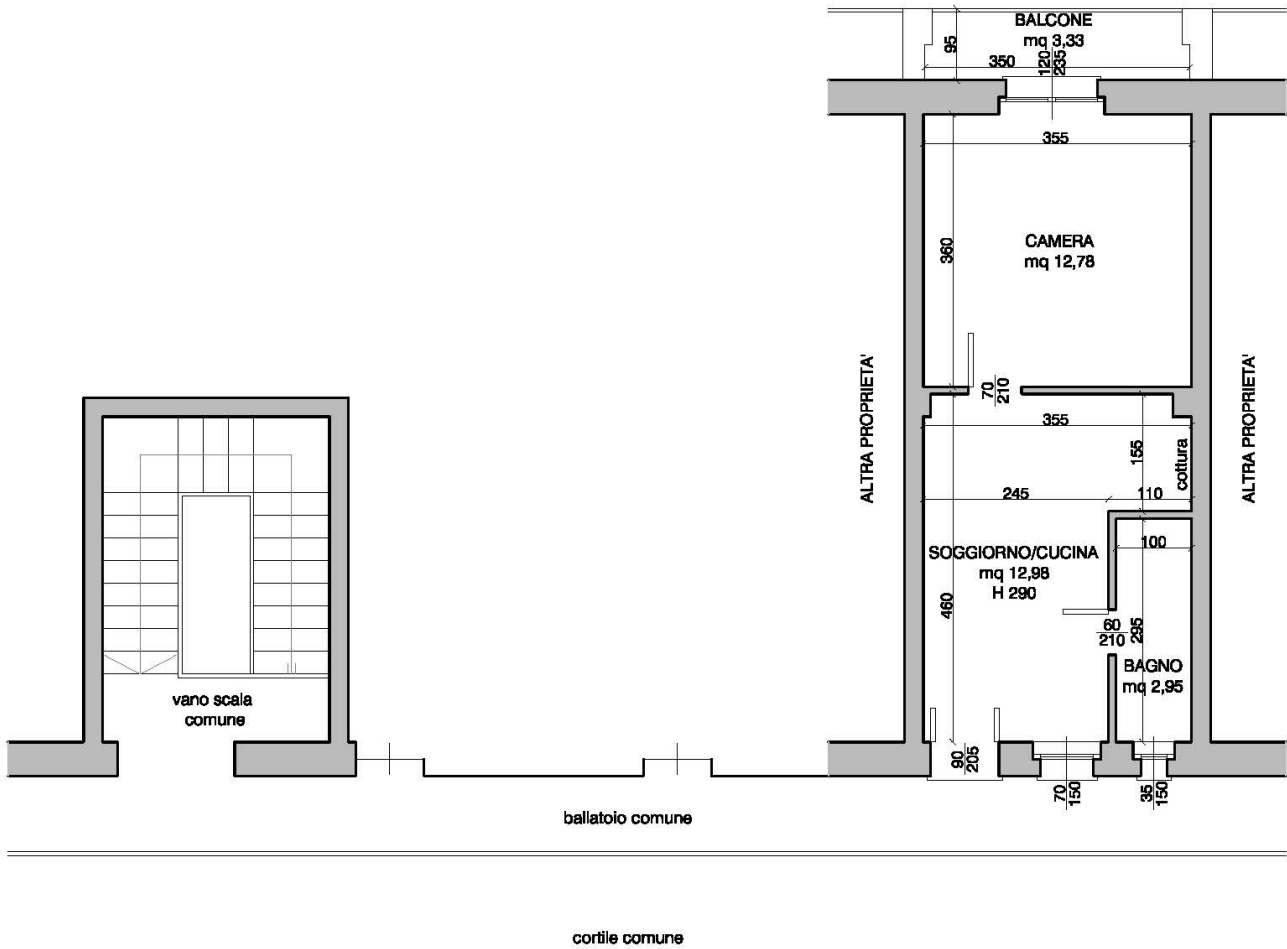 BALCONE
mq 3,33
95
350
120
235
355
360
CAMERA
mq 12,78
ALTRA PROPRIETA'
ALTRA PROPRIETA'
70
210
355
155
cottura
245
110
100
SOGGIORNO/CUCINA
mq 12,98
H 290
460
60
210
295
BAGNO
mq 2,95
vano scala
comune
90
205
70
150
35
150
ballatoio comune
cortile comune